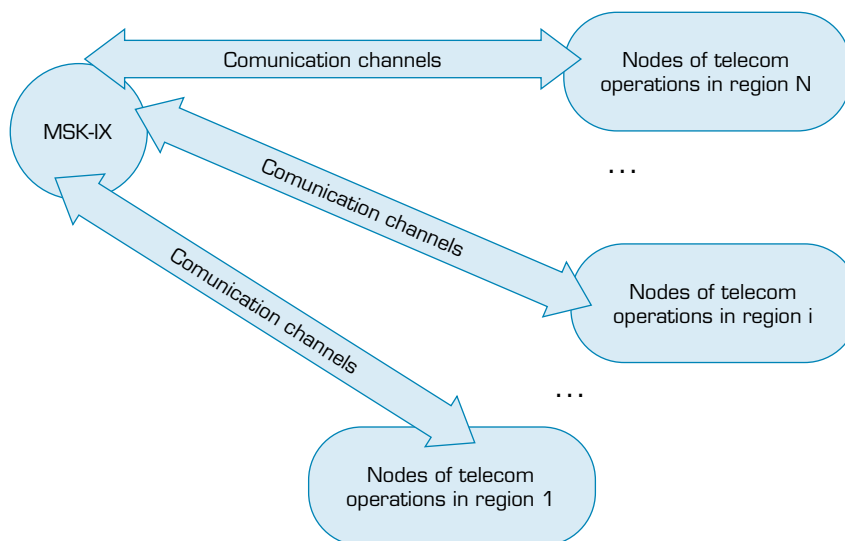 Comunication channels
Nodes of telecom
operations in region N
MSK-IX
...
Comunication channels
Nodes of telecom
operations in region i
Comunication channels
...
Nodes of telecom
operations in region 1